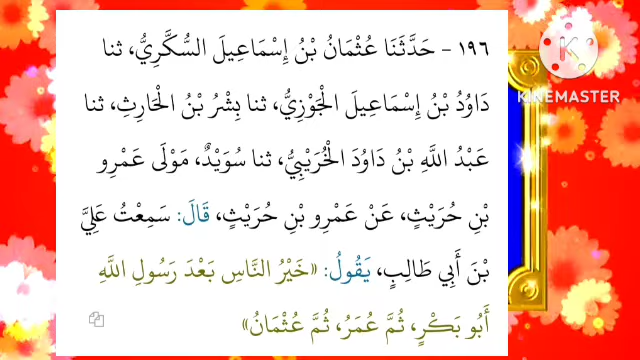 ١٩٦ - حَدَّثَنَا عُثْمَانُ بْنُ إِسْمَاعِيلَ السُّكَّرِيُّ، ثنا
دَاوُدُ بْنُ إِسْمَاعِيلَ الْجَوْزِيُّ، ثنا بِشْرُ بْنُ الْحَارِثِ، ثنا
عَبْدُ اللَّهِ بْنُ دَاوُدَ الْخُرَيْبِيُّ، ثنا سُوَيْدٌ، مَوْلَى عَمْرِو
بْنِ حُرَيْثٍ، عَنْ عَمْرِو بْنِ حُرَيْثٍ، قَالَ: سَمِعْتُ عَلِيَّ
بْنَ أَبِي طَالِبٍ، يَقُولُ: «خَيْرُ النَّاسِ بَعْدَ رَسُولِ اللَّهِ
أَبُو بَكْرٍ، ثُمَّ عُمَرُ، ثُمَّ عُثْمَانُ»
KINEMASTER